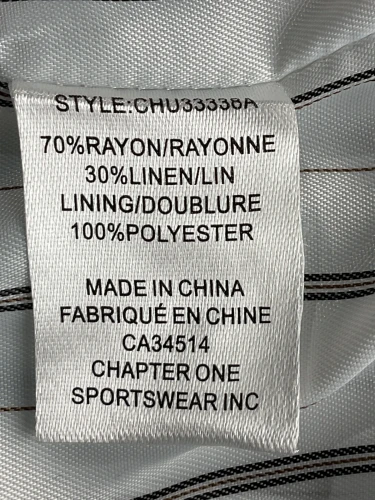 STYLE:CHU33338A
70%RAYON/RAYONNE
30%LINEN/LIN
LINING/DOUBLURE
100%POLYESTER
MADE IN CHINA
FABRIQUÉ EN CHINE
CA34514
CHAPTER ONE
SPORTSWEAR INC